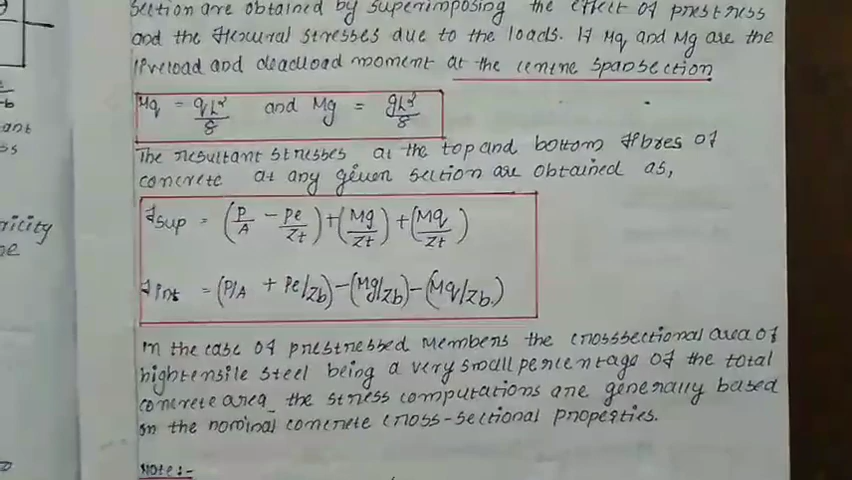 section are obtained by superimposing the effect of prestress
and the flexural stresses due to the loads. If Mq and Mg are the
liveload and deadload moment at the centre span section
Mq = qL²/8 and Mg = gL²/8
The resultant stresses at the top and bottom fibres of
concrete at any given section are obtained as,
fsup = (P/A - Pe/Zt) + (Mg/Zt) + (Mq/Zt)
finf = (P/A + Pe/Zb) - (Mg/Zb) - (Mq/Zb)
In the case of prestressed members the crosssectional area of
hightensile steel being a very small percentage of the total
concrete area the stress computations are generally based
on the nominal concrete cross-sectional properties.
Note:-